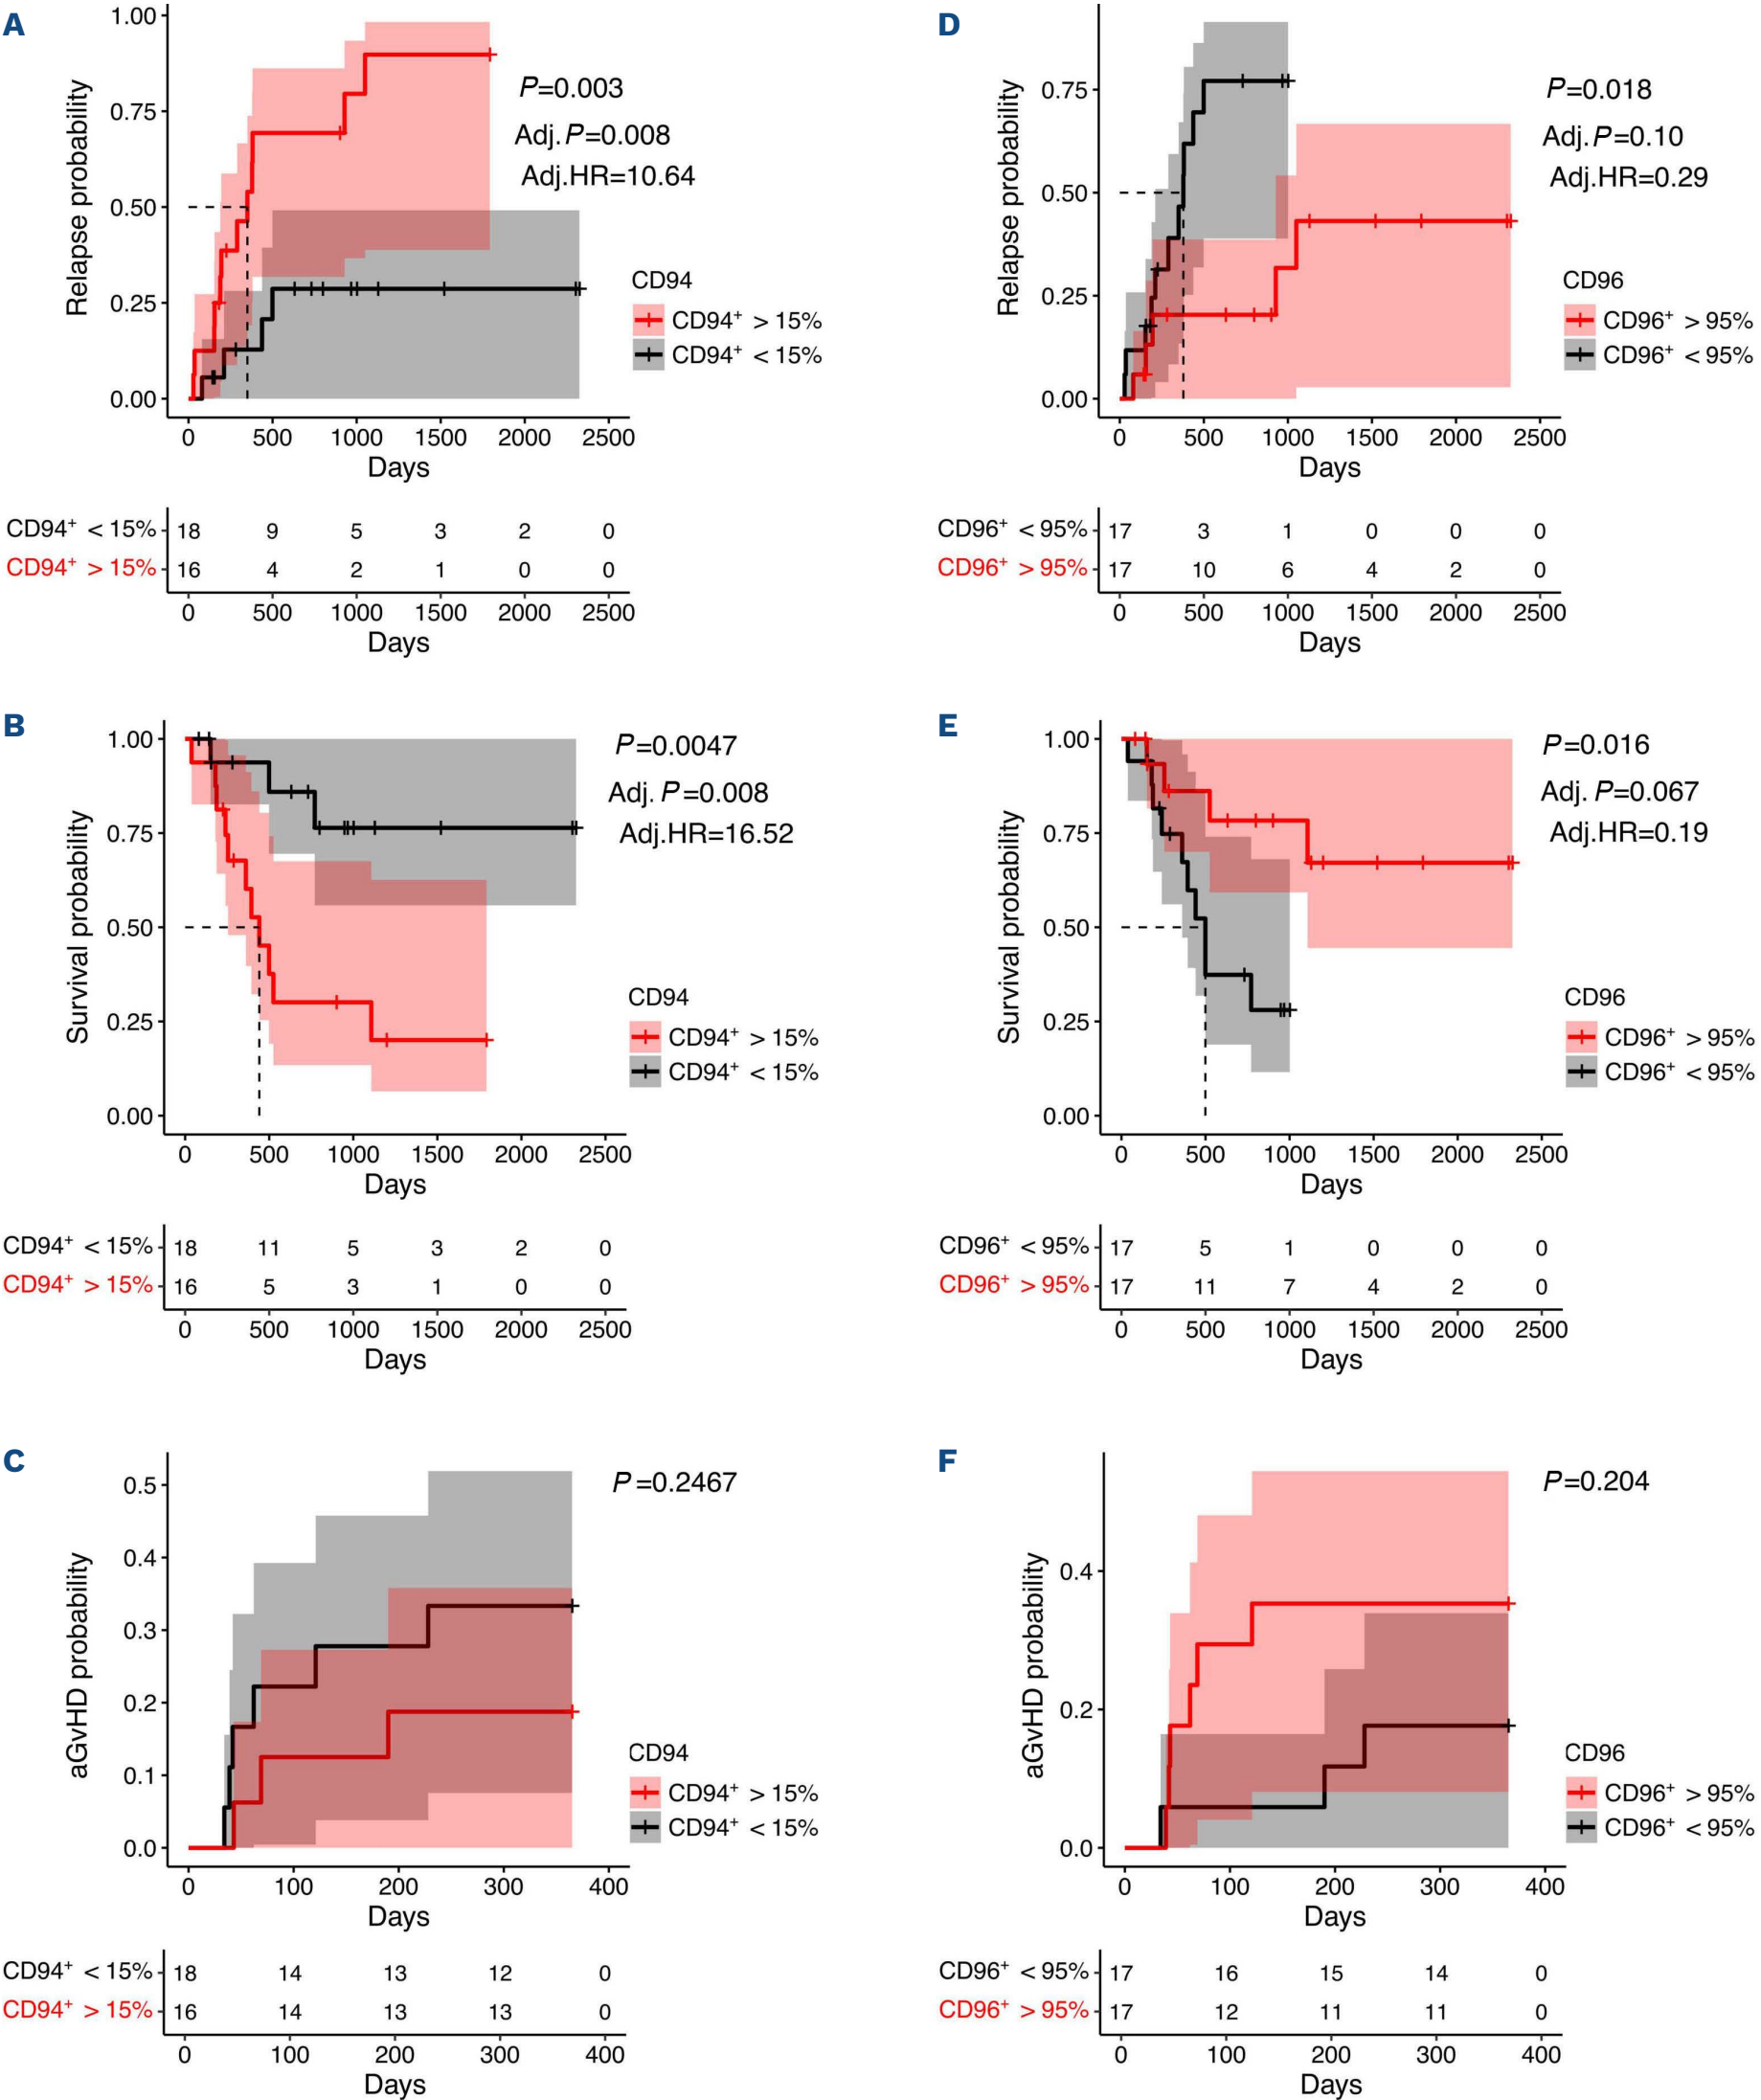 A
1.00
0.75
0.50
0.25
0.00
Relapse probability
P=0.003
Adj. P=0.008
Adj.HR=10.64
CD94
CD94⁺ > 15%
CD94⁺ < 15%
0 500 1000 1500 2000 2500
Days
CD94⁺ < 15% 18 9 5 3 2 0
CD94⁺ > 15% 16 4 2 1 0 0
0 500 1000 1500 2000 2500
Days
D
0.75
0.50
0.25
0.00
Relapse probability
P=0.018
Adj. P=0.10
Adj.HR=0.29
CD96
CD96⁺ > 95%
CD96⁺ < 95%
0 500 1000 1500 2000 2500
Days
CD96⁺ < 95% 17 3 1 0 0 0
CD96⁺ > 95% 17 10 6 4 2 0
0 500 1000 1500 2000 2500
Days
B
1.00
0.75
0.50
0.25
0.00
Survival probability
P=0.0047
Adj. P=0.008
Adj.HR=16.52
CD94
CD94⁺ > 15%
CD94⁺ < 15%
0 500 1000 1500 2000 2500
Days
CD94⁺ < 15% 18 11 5 3 2 0
CD94⁺ > 15% 16 5 3 1 0 0
0 500 1000 1500 2000 2500
Days
E
1.00
0.75
0.50
0.25
0.00
Survival probability
P=0.016
Adj. P=0.067
Adj.HR=0.19
CD96
CD96⁺ > 95%
CD96⁺ < 95%
0 500 1000 1500 2000 2500
Days
CD96⁺ < 95% 17 5 1 0 0 0
CD96⁺ > 95% 17 11 7 4 2 0
0 500 1000 1500 2000 2500
Days
C
0.5
0.4
0.3
0.2
0.1
0.0
aGvHD probability
P=0.2467
CD94
CD94⁺ > 15%
CD94⁺ < 15%
0 100 200 300 400
Days
CD94⁺ < 15% 18 14 13 12 0
CD94⁺ > 15% 16 14 13 13 0
0 100 200 300 400
Days
F
0.4
0.2
0.0
aGvHD probability
P=0.204
CD96
CD96⁺ > 95%
CD96⁺ < 95%
0 100 200 300 400
Days
CD96⁺ < 95% 17 16 15 14 0
CD96⁺ > 95% 17 12 11 11 0
0 100 200 300 400
Days